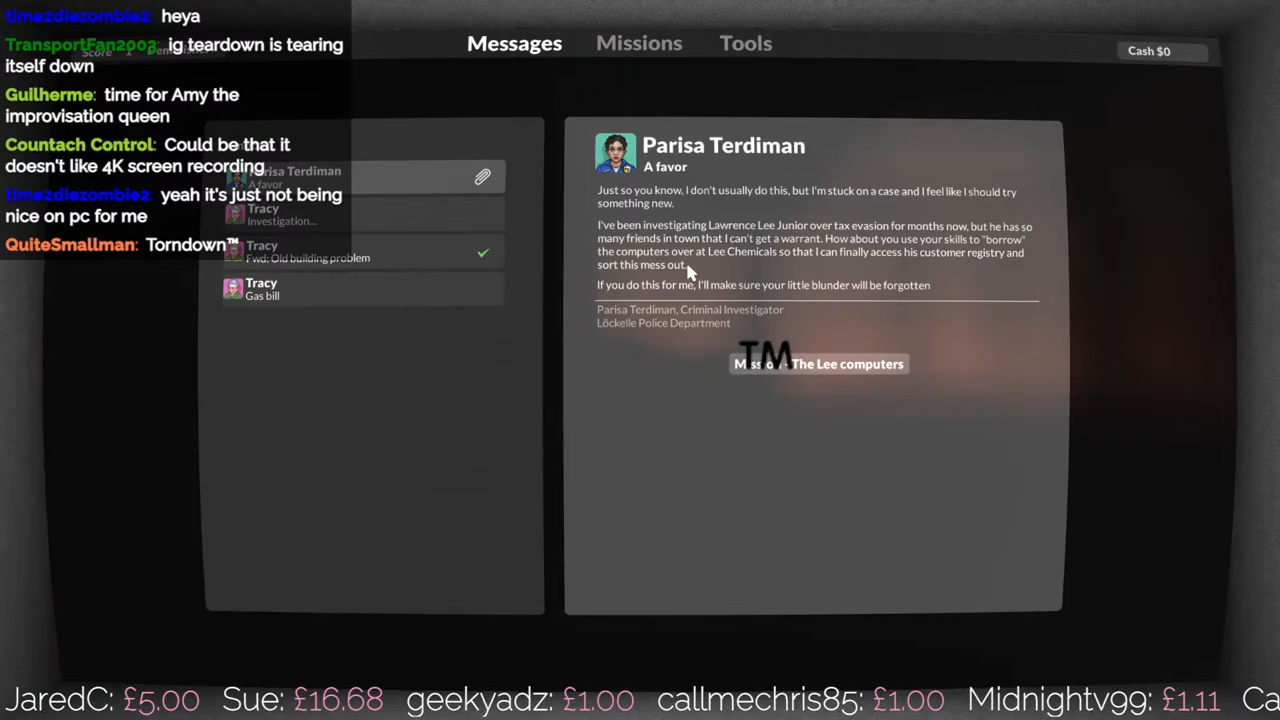 time2diezombie2: heya
TransportFan2003: ig teardown is tearing
itself down
Guilherme: time for Amy the
improvisation queen
Countach Control: Could be that it
doesn't like 4K screen recording
time2diezombie2: yeah it's just not being
nice on pc for me
QuiteSmallman: Torndown™
Score 1
Messages
Missions
Tools
Cash $0
Parisa Terdiman
A favor
Tracy
Investigation...
Tracy
Fwd: Old building problem
Tracy
Gas bill
Parisa Terdiman
A favor
Just so you know, I don't usually do this, but I'm stuck on a case and I feel like I should try
something new.
I've been investigating Lawrence Lee Junior over tax evasion for months now, but he has so
many friends in town that I can't get a warrant. How about you use your skills to "borrow"
the computers over at Lee Chemicals so that I can finally access his customer registry and
sort this mess out.
If you do this for me, I'll make sure your little blunder will be forgotten
Parisa Terdiman, Criminal Investigator
Löckelle Police Department
TM
Mission - The Lee computers
JaredC: £5.00 Sue: £16.68 geekyadz: £1.00 callmechris85: £1.00 Midnightv99: £1.11 Ca